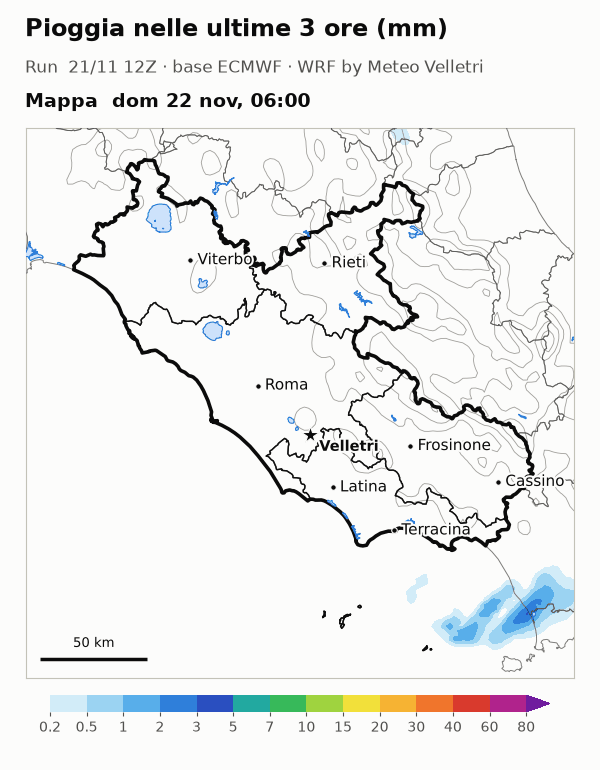 Pioggia nelle ultime 3 ore (mm)
Run  21/11 12Z · base ECMWF · WRF by Meteo Velletri
Mappa  dom 22 nov, 06:00
Viterbo
Rieti
Roma
Velletri
Frosinone
Cassino
Latina
Terracina
50 km
0.2 0.5 1 2 3 5 7 10 15 20 30 40 60 80